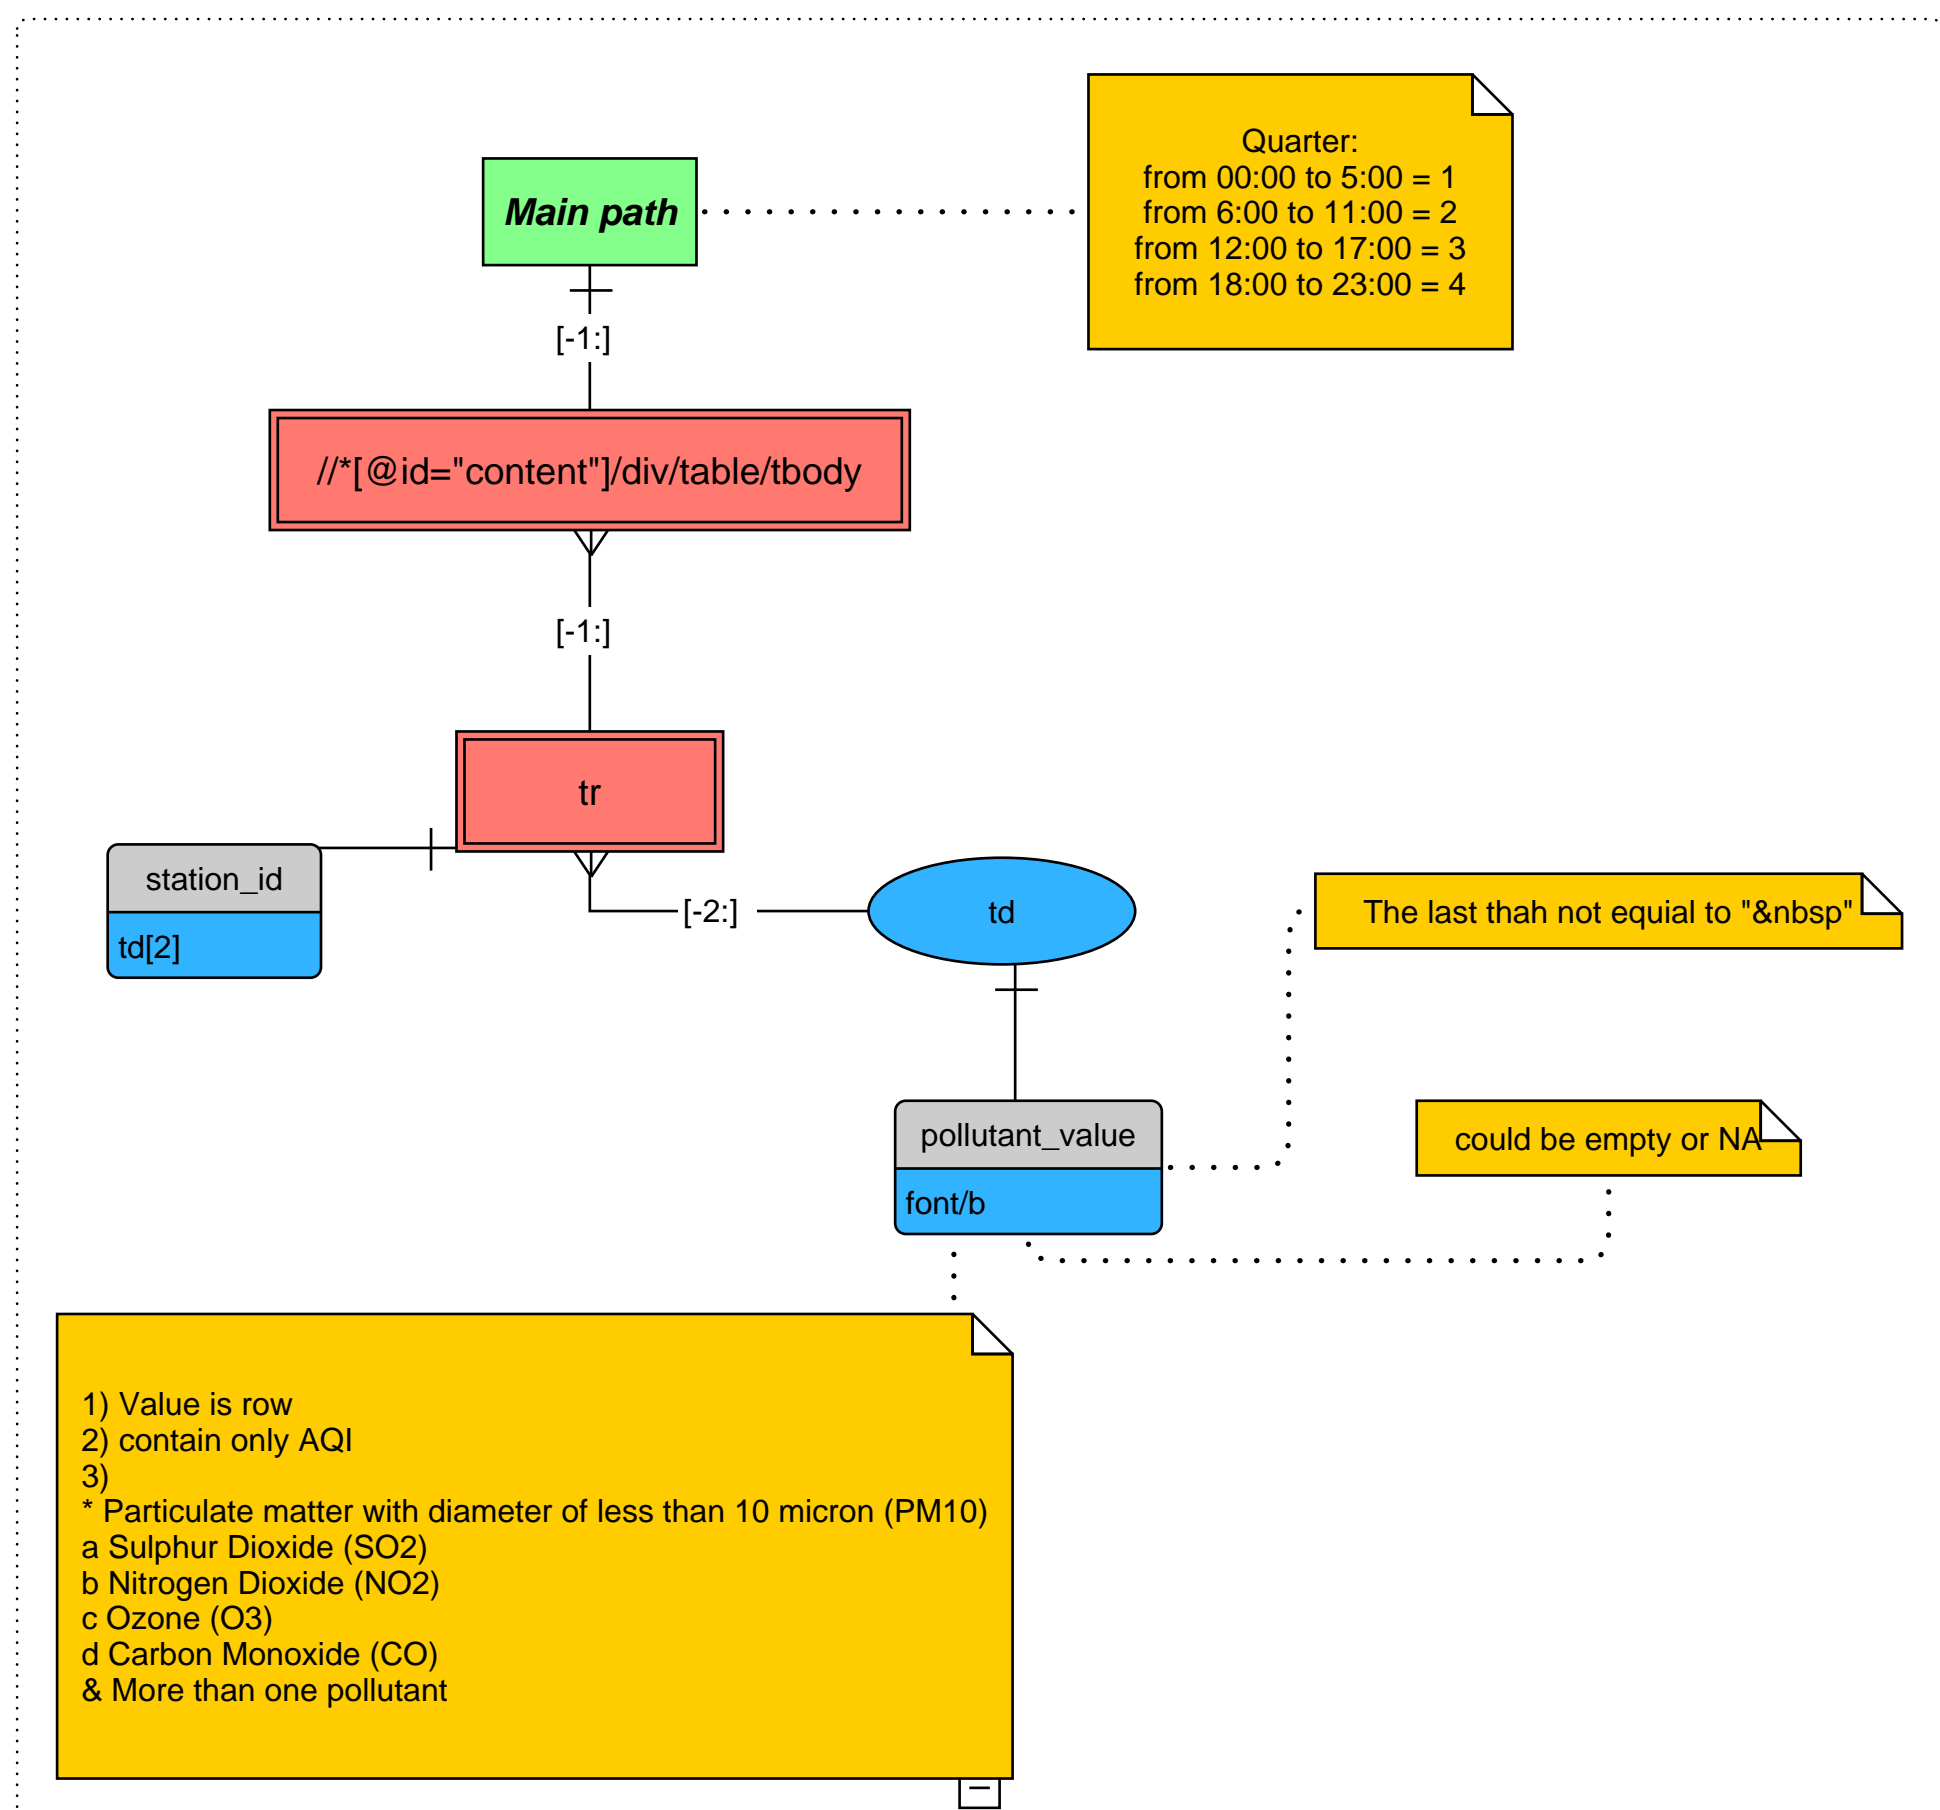 Quarter:
from 00:00 to 5:00 = 1
from 6:00 to 11:00 = 2
from 12:00 to 17:00 = 3
from 18:00 to 23:00 = 4
Main path
[-1:]
//*[@id="content"]/div/table/tbody
[-1:]
tr
station_id
td[2]
[-2:]
td
The last thah not equial to "&nbsp"
pollutant_value
font/b
could be empty or NA
1) Value is row
2) contain only AQI
3)
* Particulate matter with diameter of less than 10 micron (PM10)
a Sulphur Dioxide (SO2)
b Nitrogen Dioxide (NO2)
c Ozone (O3)
d Carbon Monoxide (CO)
& More than one pollutant